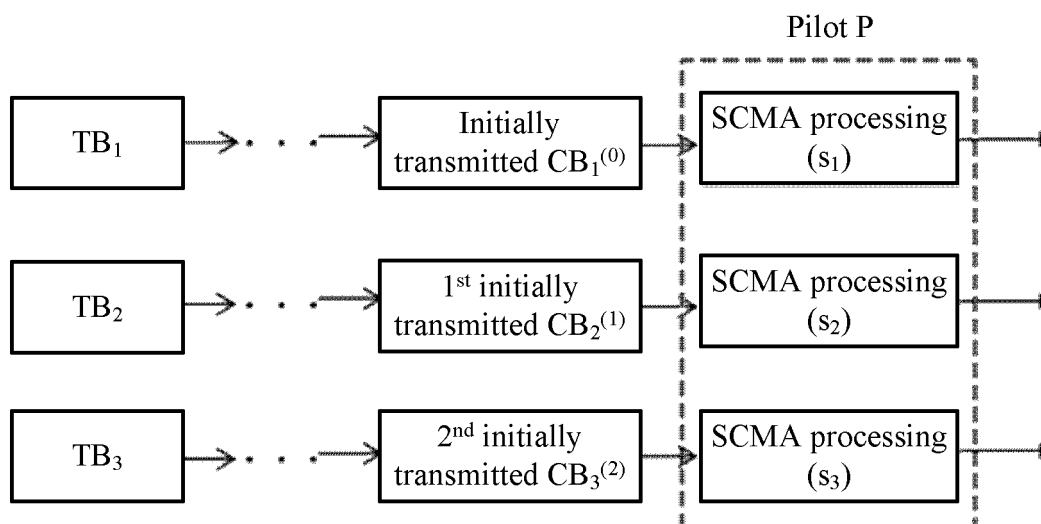 Pilot P
TB₁
. . .
Initially
transmitted CB₁⁽⁰⁾
SCMA processing
(s₁)
TB₂
. . .
1ˢᵗ initially
transmitted CB₂⁽¹⁾
SCMA processing
(s₂)
TB₃
. . .
2ⁿᵈ initially
transmitted CB₃⁽²⁾
SCMA processing
(s₃)